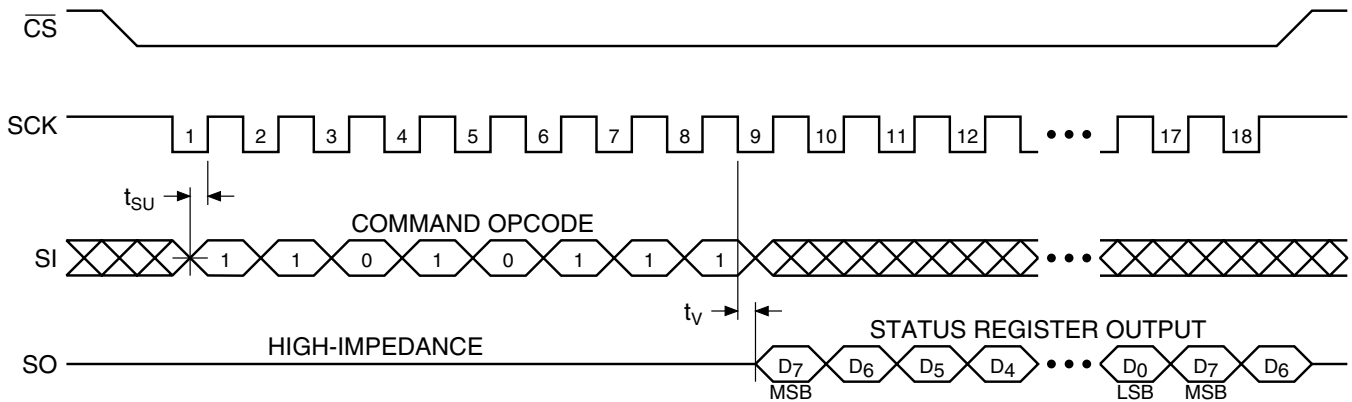 CS
SCK 1 2 3 4 5 6 7 8 9 10 11 12 ••• 17 18
tSU
COMMAND OPCODE
SI 1 1 0 1 0 1 1 1 •••
tV
HIGH-IMPEDANCE STATUS REGISTER OUTPUT
SO D7 D6 D5 D4 ••• D0 D7 D6
MSB LSB MSB